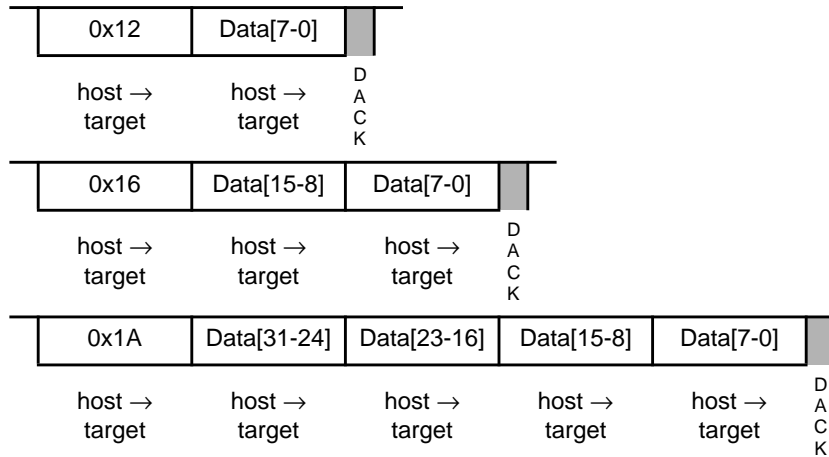 0x12 Data[7-0]
host → host →
target target
D
A
C
K
0x16 Data[15-8] Data[7-0]
host → host → host →
target target target
D
A
C
K
0x1A Data[31-24] Data[23-16] Data[15-8] Data[7-0]
host → host → host → host → host →
target target target target target
D
A
C
K